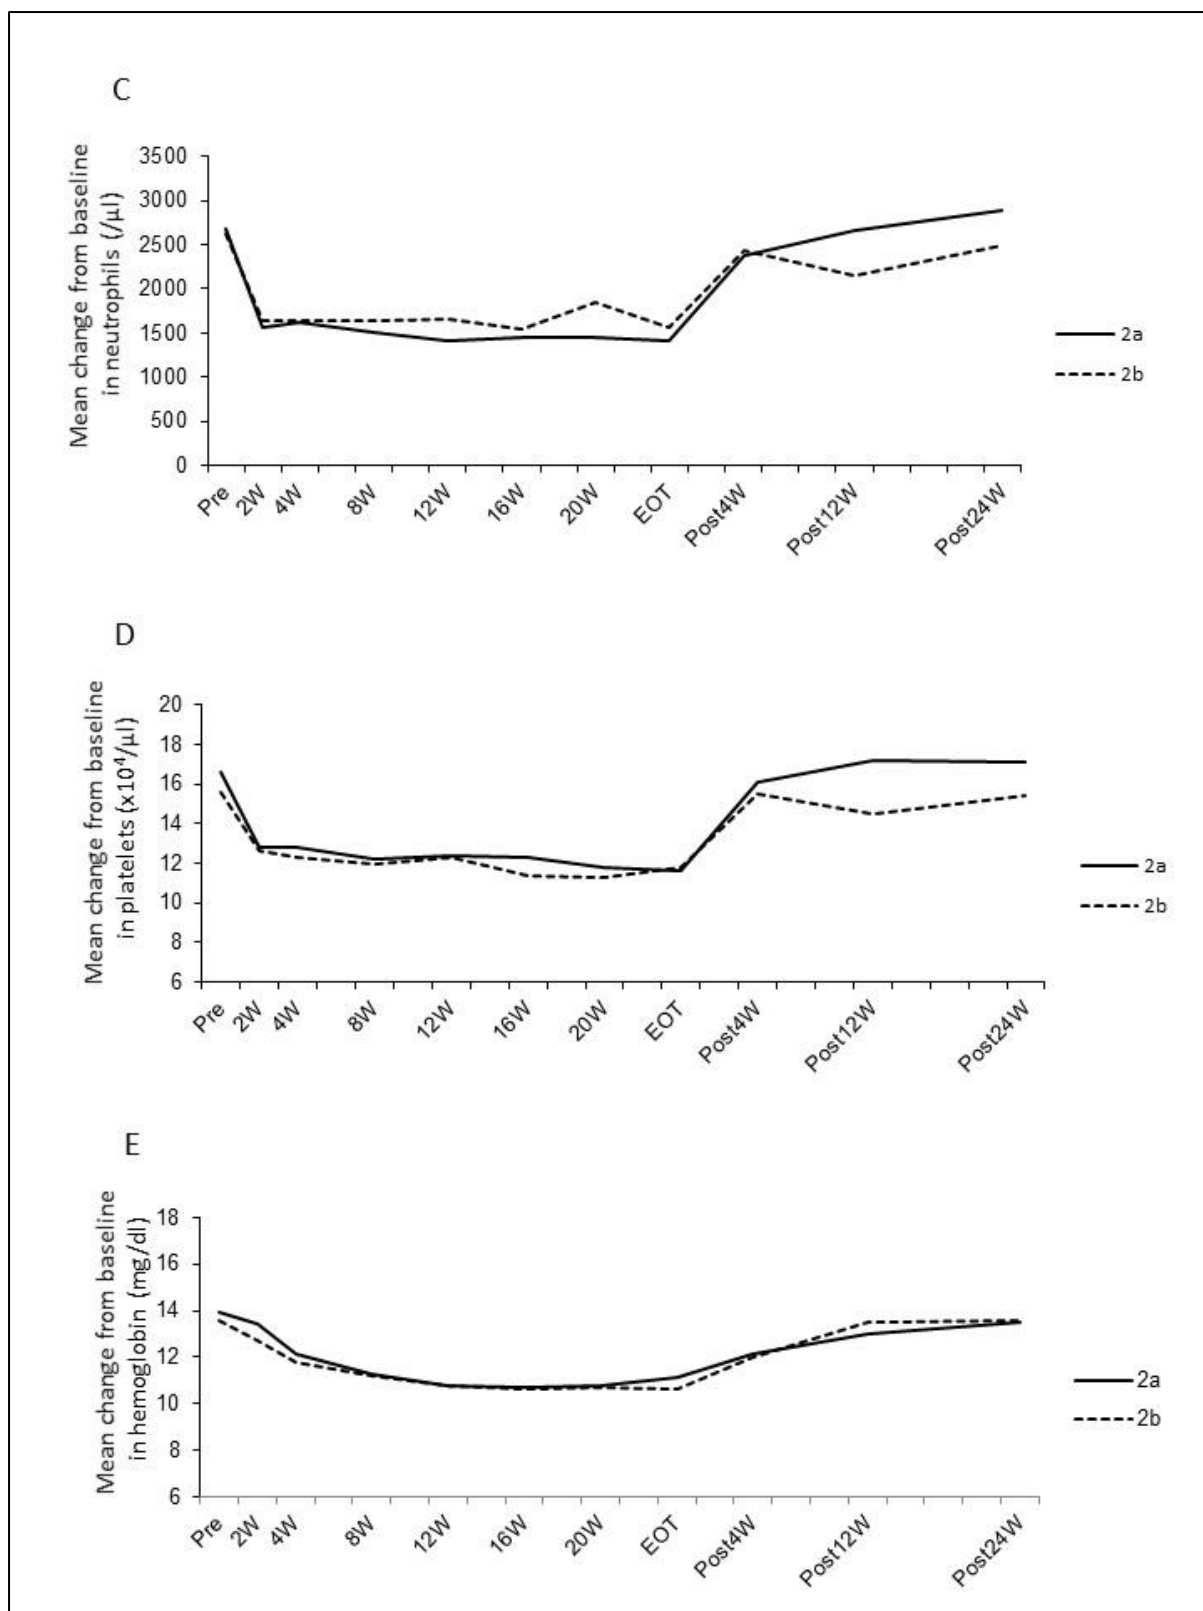 C
Mean change from baseline
in neutrophils (/µl)
3500
3000
2500
2000
1500
1000
500
0
Pre
2W
4W
8W
12W
16W
20W
EOT
Post4W
Post12W
Post24W
2a
2b
D
Mean change from baseline
in platelets (x10⁴/µl)
20
18
16
14
12
10
8
6
Pre
2W
4W
8W
12W
16W
20W
EOT
Post4W
Post12W
Post24W
2a
2b
E
Mean change from baseline
in hemoglobin (mg/dl)
18
16
14
12
10
8
6
Pre
2W
4W
8W
12W
16W
20W
EOT
Post4W
Post12W
Post24W
2a
2b